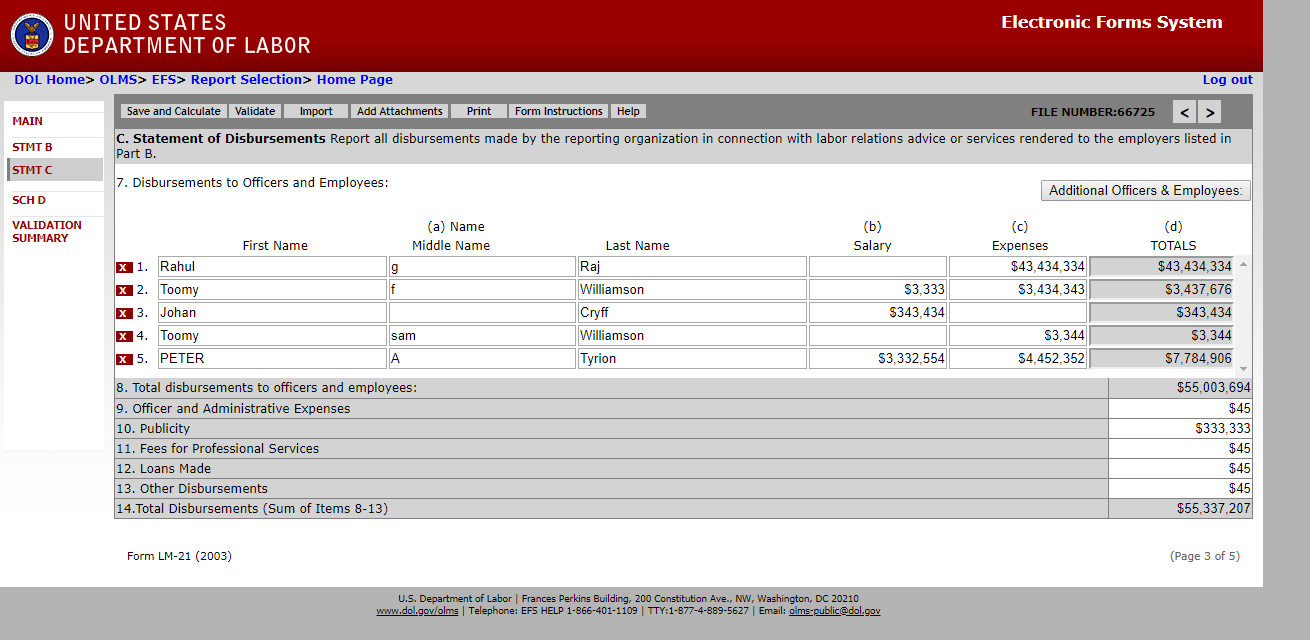 UNITED STATES
DEPARTMENT OF LABOR
Electronic Forms System
DOL Home> OLMS> EFS> Report Selection> Home Page
Log out
MAIN
STMT B
STMT C
SCH D
VALIDATION
SUMMARY
Save and Calculate Validate Import Add Attachments Print Form Instructions Help
FILE NUMBER:66725 < >
C. Statement of Disbursements Report all disbursements made by the reporting organization in connection with labor relations advice or services rendered to the employers listed in
Part B.
7. Disbursements to Officers and Employees:
Additional Officers & Employees:
(a) Name (b) (c) (d)
First Name Middle Name Last Name Salary Expenses TOTALS
X 1. Rahul g Raj $43,434,334 $43,434,334
X 2. Toomy f Williamson $3,333 $3,434,343 $3,437,676
X 3. Johan Cryff $343,434 $343,434
X 4. Toomy sam Williamson $3,344 $3,344
X 5. PETER A Tyrion $3,332,554 $4,452,352 $7,784,906
8. Total disbursements to officers and employees: $55,003,694
9. Officer and Administrative Expenses $45
10. Publicity $333,333
11. Fees for Professional Services $45
12. Loans Made $45
13. Other Disbursements $45
14.Total Disbursements (Sum of Items 8-13) $55,337,207
Form LM-21 (2003)
(Page 3 of 5)
U.S. Department of Labor | Frances Perkins Building, 200 Constitution Ave., NW, Washington, DC 20210
www.dol.gov/olms | Telephone: EFS HELP 1-866-401-1109 | TTY:1-877-4-889-5627 | Email: olms-public@dol.gov